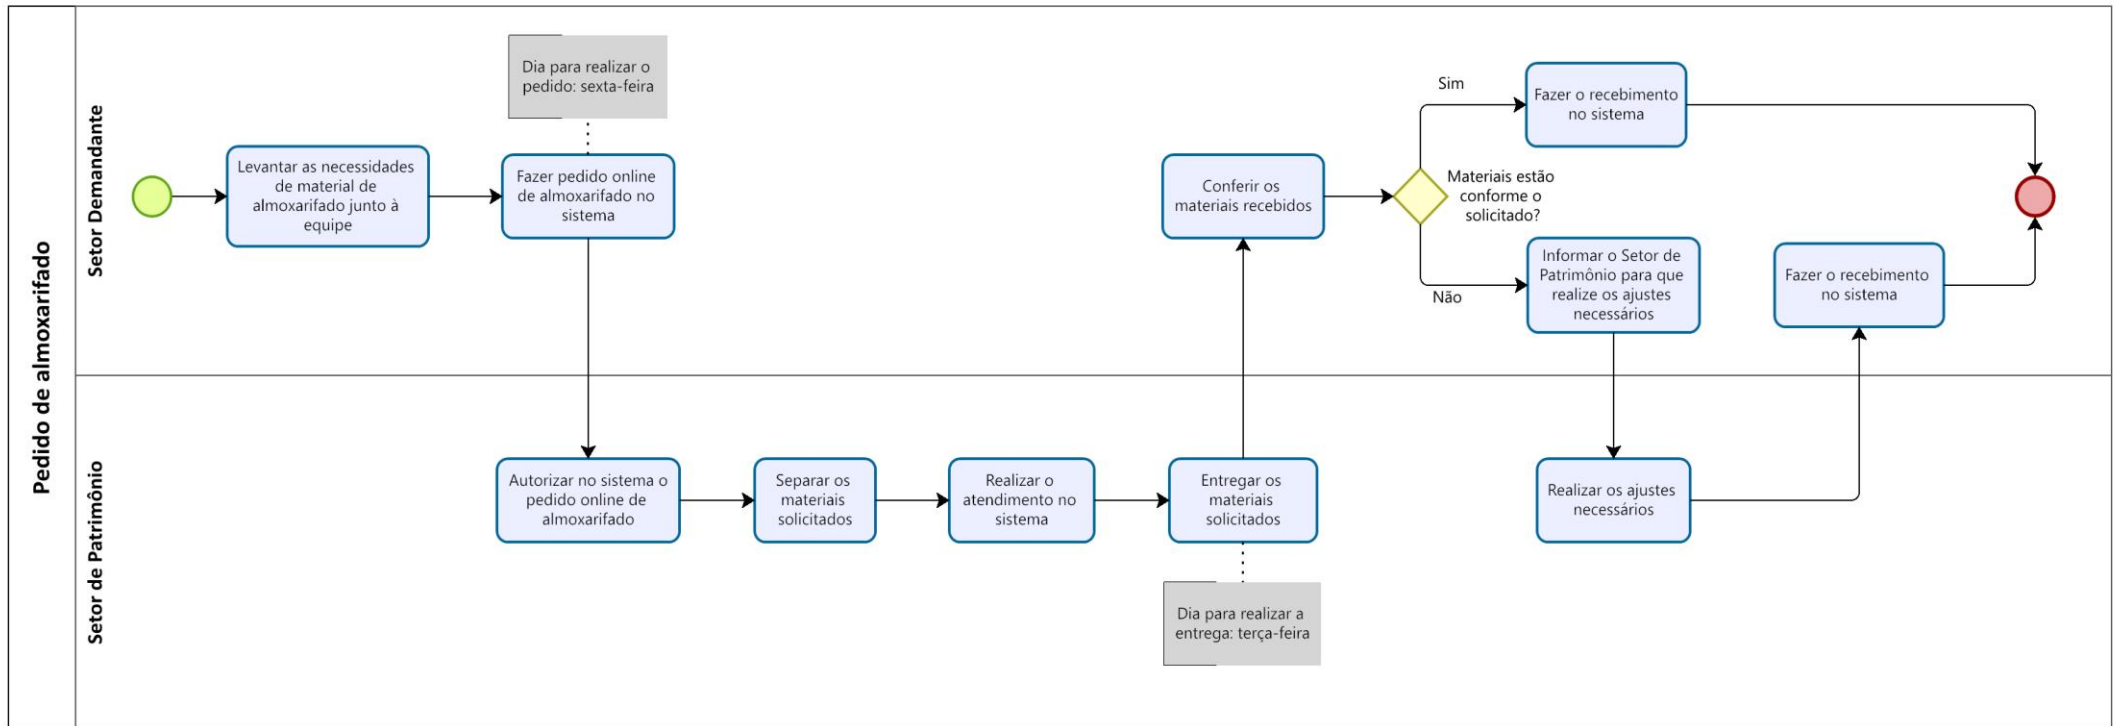 Pedido de almoxarifado
Setor Demandante
Dia para realizar o
pedido: sexta-feira
Levantar as necessidades
de material de
almoxarifado junto à
equipe
Fazer pedido online
de almoxarifado no
sistema
Conferir os
materiais recebidos
Materiais estão
conforme o
solicitado?
Sim
Fazer o recebimento
no sistema
Não
Informar o Setor de
Patrimônio para que
realize os ajustes
necessários
Fazer o recebimento
no sistema
Setor de Patrimônio
Autorizar no sistema o
pedido online de
almoxarifado
Separar os
materiais
solicitados
Realizar o
atendimento no
sistema
Entregar os
materiais
solicitados
Dia para realizar a
entrega: terça-feira
Realizar os ajustes
necessários